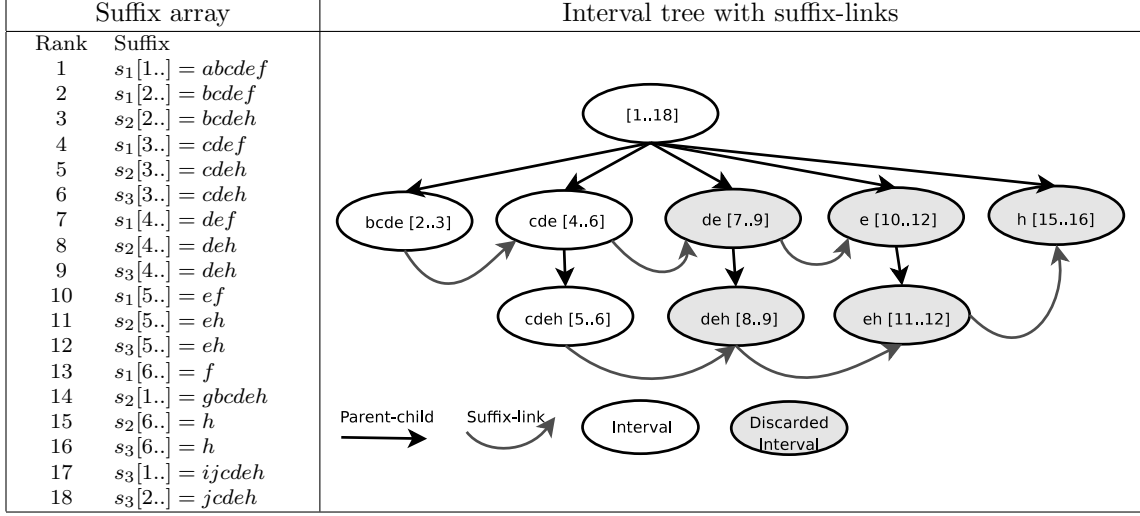 Suffix array
Interval tree with suffix-links
Rank Suffix
1 s₁[1..] = abcdef
2 s₁[2..] = bcdef
3 s₂[2..] = bcdeh
4 s₁[3..] = cdef
5 s₂[3..] = cdeh
6 s₃[3..] = cdeh
7 s₁[4..] = def
8 s₂[4..] = deh
9 s₃[4..] = deh
10 s₁[5..] = ef
11 s₂[5..] = eh
12 s₃[5..] = eh
13 s₁[6..] = f
14 s₂[1..] = gbcdeh
15 s₂[6..] = h
16 s₃[6..] = h
17 s₃[1..] = ijcdeh
18 s₃[2..] = jcdeh
[1..18]
bcde [2..3]
cde [4..6]
de [7..9]
e [10..12]
h [15..16]
cdeh [5..6]
deh [8..9]
eh [11..12]
Parent-child
Suffix-link
Interval
Discarded
Interval